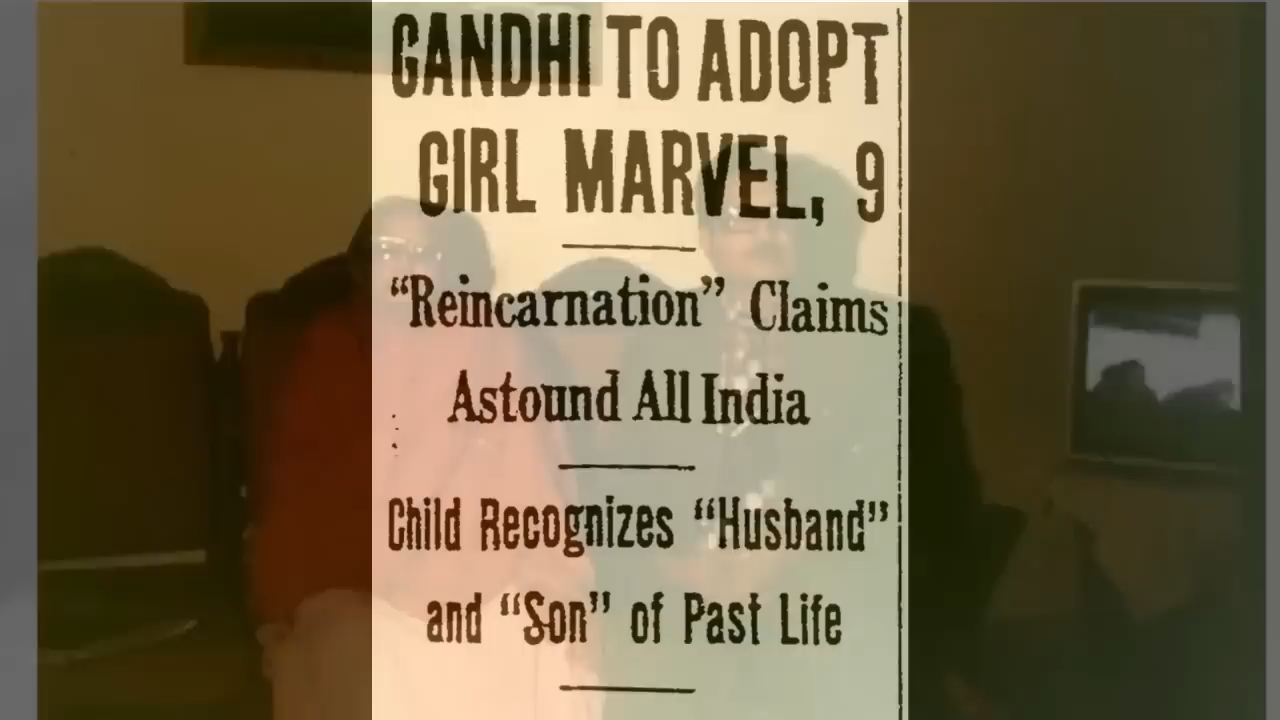 GANDHI TO ADOPT
GIRL MARVEL, 9
“Reincarnation” Claims
Astound All India
Child Recognizes “Husband”
and “Son” of Past Life